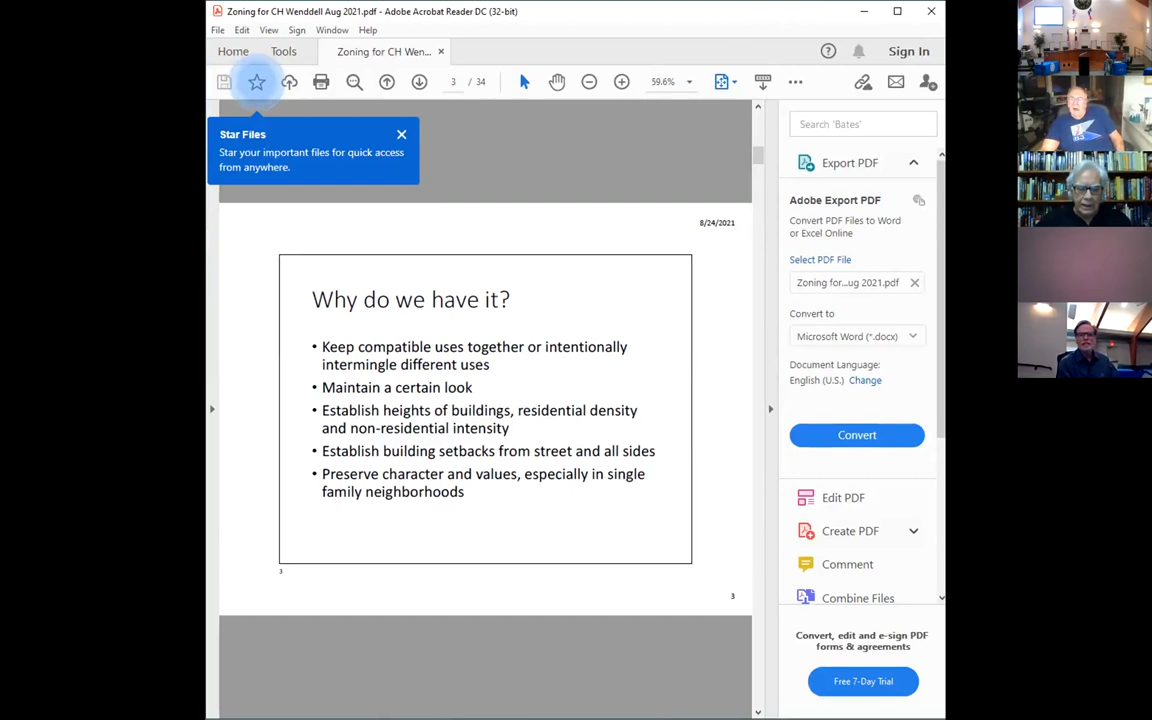 Zoning for CH Wenddell Aug 2021.pdf - Adobe Acrobat Reader DC (32-bit)
File Edit View Sign Window Help
Home Tools Zoning for CH Wen... × Sign In
3 / 34 59.6%
Star Files
Star your important files for quick access
from anywhere.
8/24/2021
Why do we have it?
• Keep compatible uses together or intentionally
intermingle different uses
• Maintain a certain look
• Establish heights of buildings, residential density
and non-residential intensity
• Establish building setbacks from street and all sides
• Preserve character and values, especially in single
family neighborhoods
3
3
Search 'Bates'
Export PDF
Adobe Export PDF
Convert PDF Files to Word
or Excel Online
Select PDF File
Zoning for...ug 2021.pdf
Convert to
Microsoft Word (*.docx)
Document Language:
English (U.S.) Change
Convert
Edit PDF
Create PDF
Comment
Combine Files
Convert, edit and e-sign PDF
forms & agreements
Free 7-Day Trial